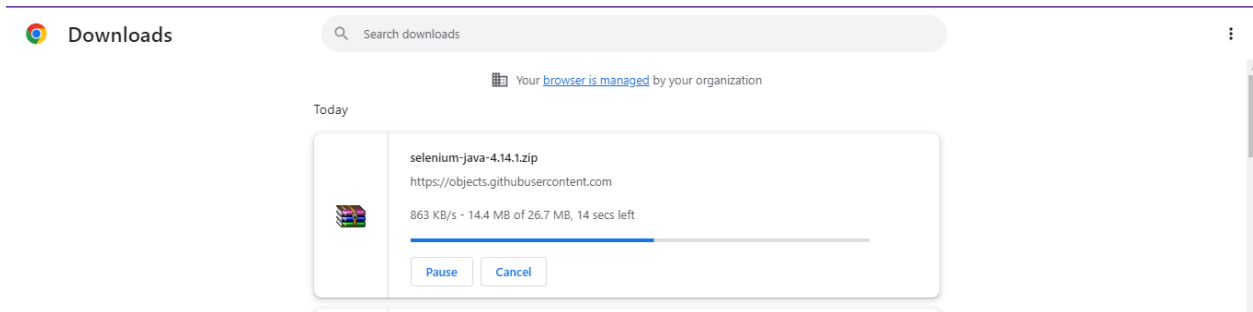 Downloads
Search downloads
Your browser is managed by your organization
Today
selenium-java-4.14.1.zip
https://objects.githubusercontent.com
863 KB/s - 14.4 MB of 26.7 MB, 14 secs left
Pause Cancel